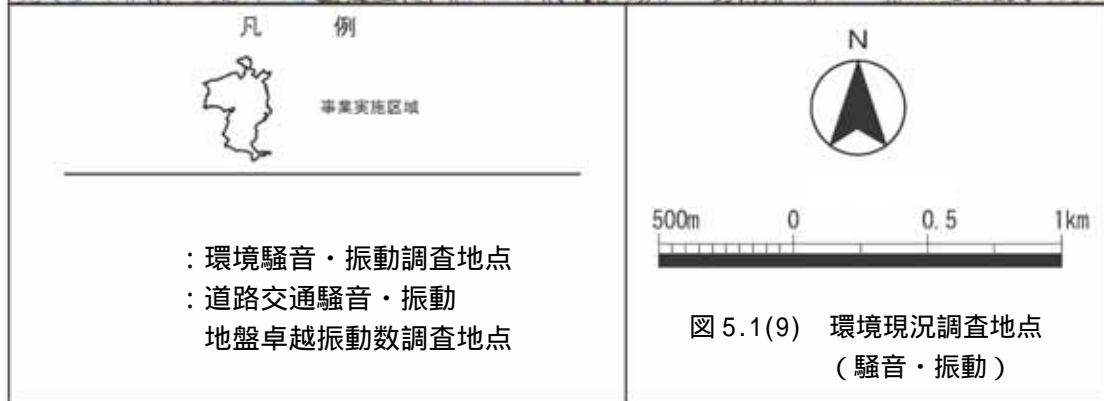 凡 例
事業実施区域
：環境騒音・振動調査地点
：道路交通騒音・振動
地盤卓越振動数調査地点
N
500m 0 0.5 1km
図 5.1(9) 環境現況調査地点
（騒音・振動）